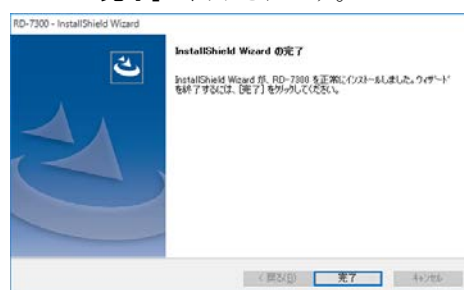 RD-7300 - InstallShield Wizard
InstallShield Wizard の完了
InstallShield Wizard が、RD-7300 を正常にインストールしました。ウィザード
を終了するには、[完了] をクリックしてください。
< 戻る(B)
完了
キャンセル